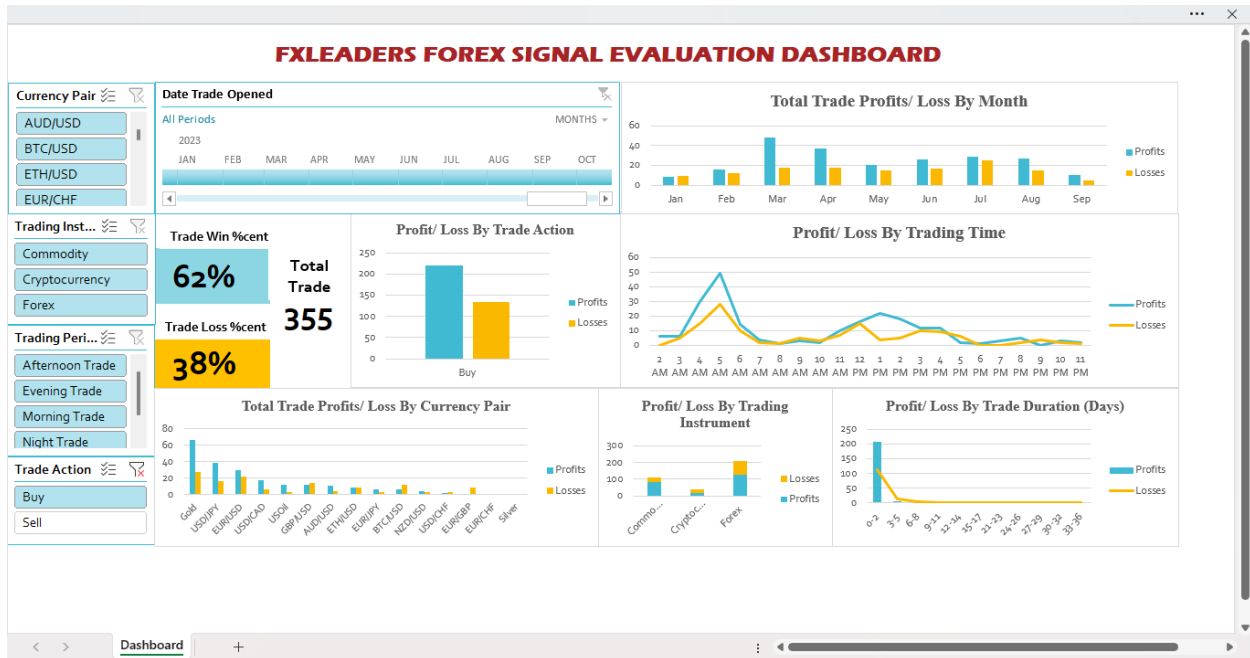 FXLEADERS FOREX SIGNAL EVALUATION DASHBOARD
Currency Pair
AUD/USD
BTC/USD
ETH/USD
EUR/CHF
Date Trade Opened
All Periods
MONTHS
2023
JAN FEB MAR APR MAY JUN JUL AUG SEP OCT
Total Trade Profits/ Loss By Month
60
40
20
0
Jan Feb Mar Apr May Jun Jul Aug Sep
Profits
Losses
Trading Inst...
Commodity
Cryptocurrency
Forex
Trade Win %cent
62%
Trade Loss %cent
38%
Total
Trade
355
Profit/ Loss By Trade Action
250
200
150
100
50
0
Buy
Profits
Losses
Profit/ Loss By Trading Time
60
50
40
30
20
10
0
2 3 4 5 6 7 8 9 10 11 12 1 2 3 4 5 6 7 8 9 10 11
AM AM AM AM AM AM AM AM AM AM PM PM PM PM PM PM PM PM PM PM PM PM
Profits
Losses
Trading Peri...
Afternoon Trade
Evening Trade
Morning Trade
Night Trade
Trade Action
Buy
Sell
Total Trade Profits/ Loss By Currency Pair
80
60
40
20
0
Gold USD/JPY EUR/USD USD/CAD USOil GBP/USD AUD/USD ETH/USD EUR/JPY BTC/USD NZD/USD USD/CHF EUR/GBP EUR/CHF Silver
Profits
Losses
Profit/ Loss By Trading
Instrument
300
200
100
0
Commo... Cryptoc... Forex
Losses
Profits
Profit/ Loss By Trade Duration (Days)
250
200
150
100
50
0
0-2 3-5 6-8 9-11 12-14 15-17 21-23 24-26 27-29 30-32 33-36
Profits
Losses
Dashboard